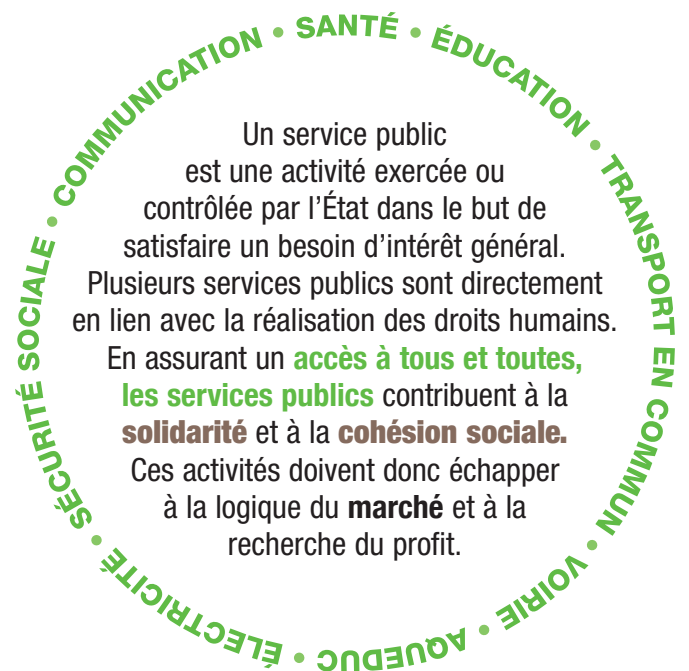 SANTÉ • ÉDUCATION • TRANSPORT EN COMMUN • VOIRIE • AQUEDUC • ÉLECTRICITÉ • SÉCURITÉ SOCIALE • COMMUNICATION •
Un service public
est une activité exercée ou
contrôlée par l’État dans le but de
satisfaire un besoin d’intérêt général.
Plusieurs services publics sont directement
en lien avec la réalisation des droits humains.
En assurant un accès à tous et toutes,
les services publics contribuent à la
solidarité et à la cohésion sociale.
Ces activités doivent donc échapper
à la logique du marché et à la
recherche du profit.